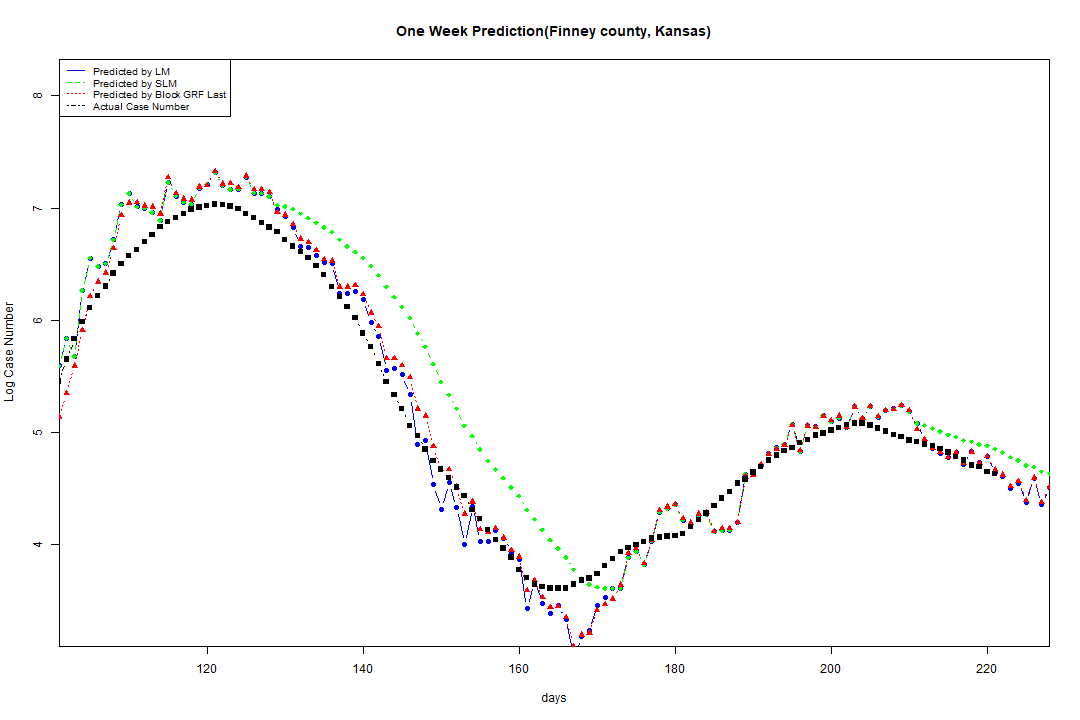 One Week Prediction(Finney county, Kansas)
Predicted by LM
Predicted by SLM
Predicted by Block GRF Last
Actual Case Number
8
7
6
5
4
Log Case Number
120 140 160 180 200 220
days